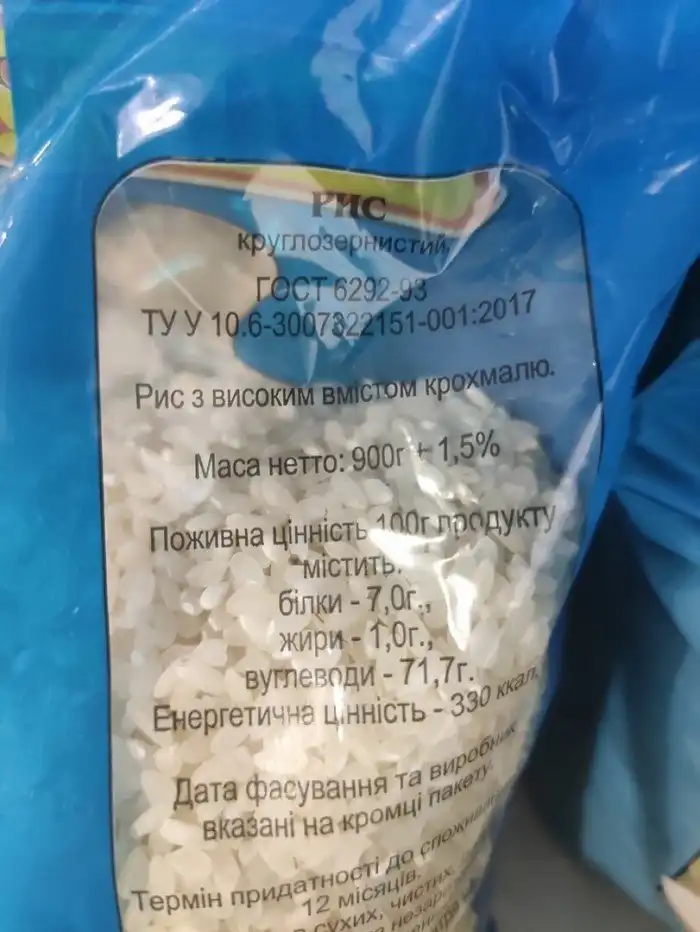 РИС
круглозернистий,
ГОСТ 6292-93
ТУ У 10.6-3007322151-001:2017
Рис з високим вмістом крохмалю.
Маса нетто: 900г + 1,5%
Поживна цінність 100г продукту
містить:
білки - 7,0г.,
жири - 1,0г.,
вуглеводи - 71,7г.
Енергетична цінність - 330 ккал.
Дата фасування та виробник
вказані на кромці пакету.
Термін придатності до
12 місяців.
в сухих, чистих,